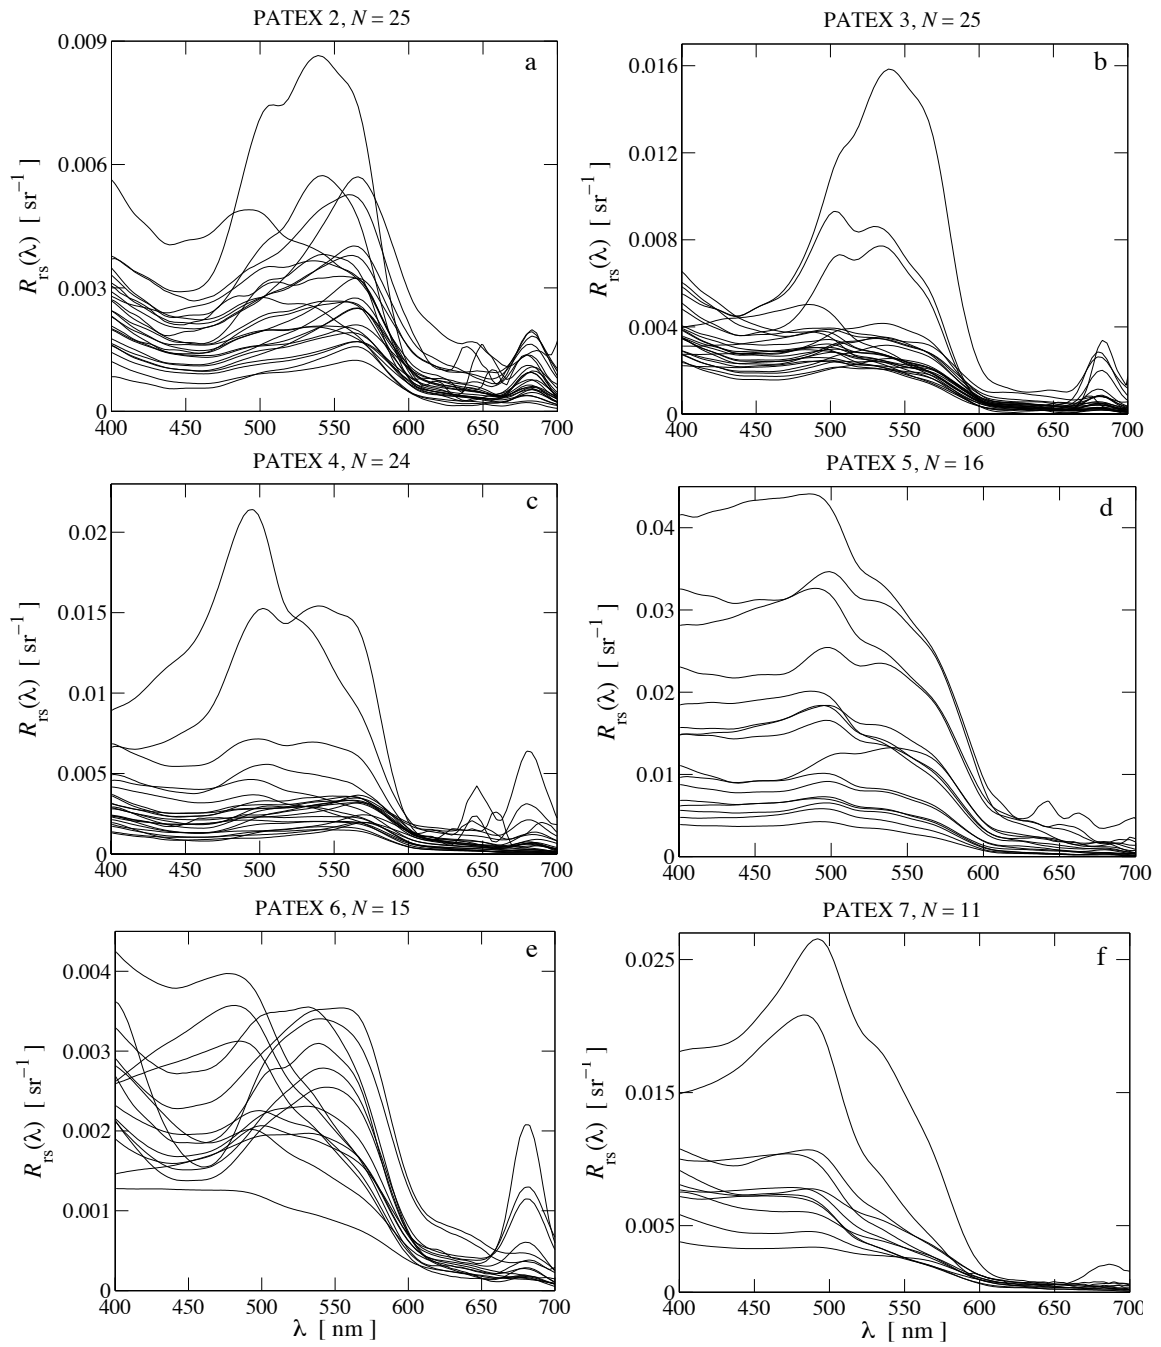 PATEX 2, N = 25
a
0.009
0.006
0.003
0
400 450 500 550 600 650 700
Rrs(λ) [ sr−1 ]
PATEX 3, N = 25
b
0.016
0.012
0.008
0.004
0
400 450 500 550 600 650 700
Rrs(λ) [ sr−1 ]
PATEX 4, N = 24
c
0.02
0.015
0.01
0.005
0
400 450 500 550 600 650 700
Rrs(λ) [ sr−1 ]
PATEX 5, N = 16
d
0.04
0.03
0.02
0.01
0
400 450 500 550 600 650 700
Rrs(λ) [ sr−1 ]
PATEX 6, N = 15
e
0.004
0.003
0.002
0.001
0
400 450 500 550 600 650 700
Rrs(λ) [ sr−1 ]
λ [ nm ]
PATEX 7, N = 11
f
0.025
0.015
0.005
0
400 450 500 550 600 650 700
Rrs(λ) [ sr−1 ]
λ [ nm ]